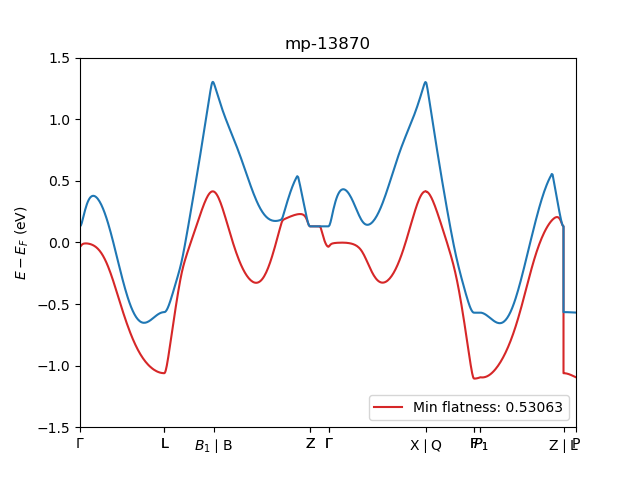 mp-13870
1.5
1.0
0.5
0.0
−0.5
−1.0
−1.5
E − E_F (eV)
Min flatness: 0.53063
Γ L B₁ | B Z Γ X | Q P₁ Z | L P